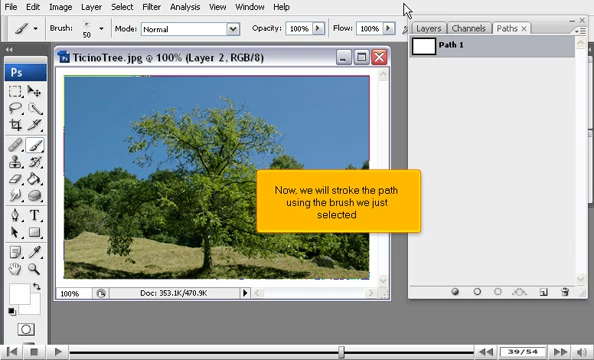 File Edit Image Layer Select Filter Analysis View Window Help
Brush: 50 Mode: Normal Opacity: 100% Flow: 100%
Layers Channels Paths x
Path 1
Ps
TicinoTree.jpg @ 100% (Layer 2, RGB/8)
Now, we will stroke the path
using the brush we just
selected
T
100% Doc: 353.1K/470.9K
39/54